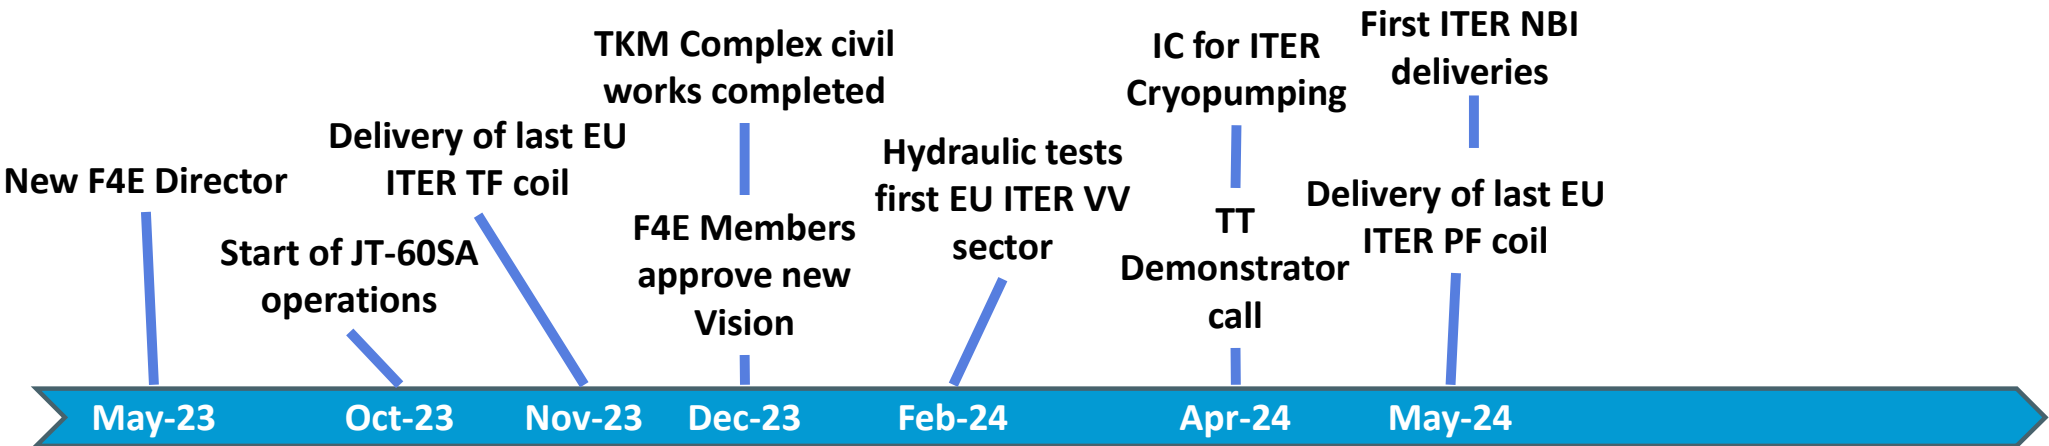 New F4E Director
Start of JT-60SA
operations
Delivery of last EU
ITER TF coil
TKM Complex civil
works completed
F4E Members
approve new
Vision
Hydraulic tests
first EU ITER VV
sector
IC for ITER
Cryopumping
TT
Demonstrator
call
First ITER NBI
deliveries
Delivery of last EU
ITER PF coil
May-23
Oct-23
Nov-23
Dec-23
Feb-24
Apr-24
May-24